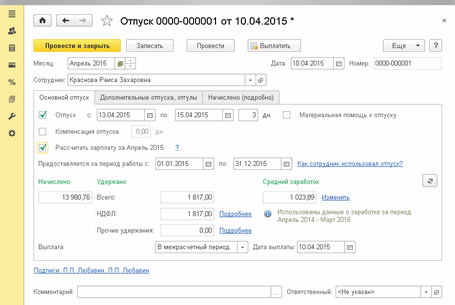 Отпуск 0000-000001 от 10.04.2015 *
Провести и закрыть Записать Провести Выплатить Еще ?
Месяц: Апрель 2015 Дата: 10.04.2015 Номер: 0000-000001
Сотрудник: Краснова Раиса Захаровна
Основной отпуск Дополнительные отпуска, отгулы Начислено (подробно)
Отпуск с: 13.04.2015 по: 15.04.2015 3 дн. Материальная помощь к отпуску
Компенсация отпуска 0,00 дн.
Рассчитать зарплату за Апрель 2015 ?
Предоставляется за период работы с: 01.01.2015 по: 31.12.2015 Как сотрудник использовал отпуск?
Начислено Удержано Средний заработок
13 980,76 Всего: 1 817,00 1 023,89 Изменить
НДФЛ: 1 817,00 Подробнее Использованы данные о заработке за период
Апрель 2014 - Март 2015
Прочие удержания: 0,00 Подробнее
Выплата: В межрасчетный период Дата выплаты: 10.04.2015
Подписи: П.П. Любавин, П.П. Любавин
Комментарий: ... Ответственный: <Не указан>